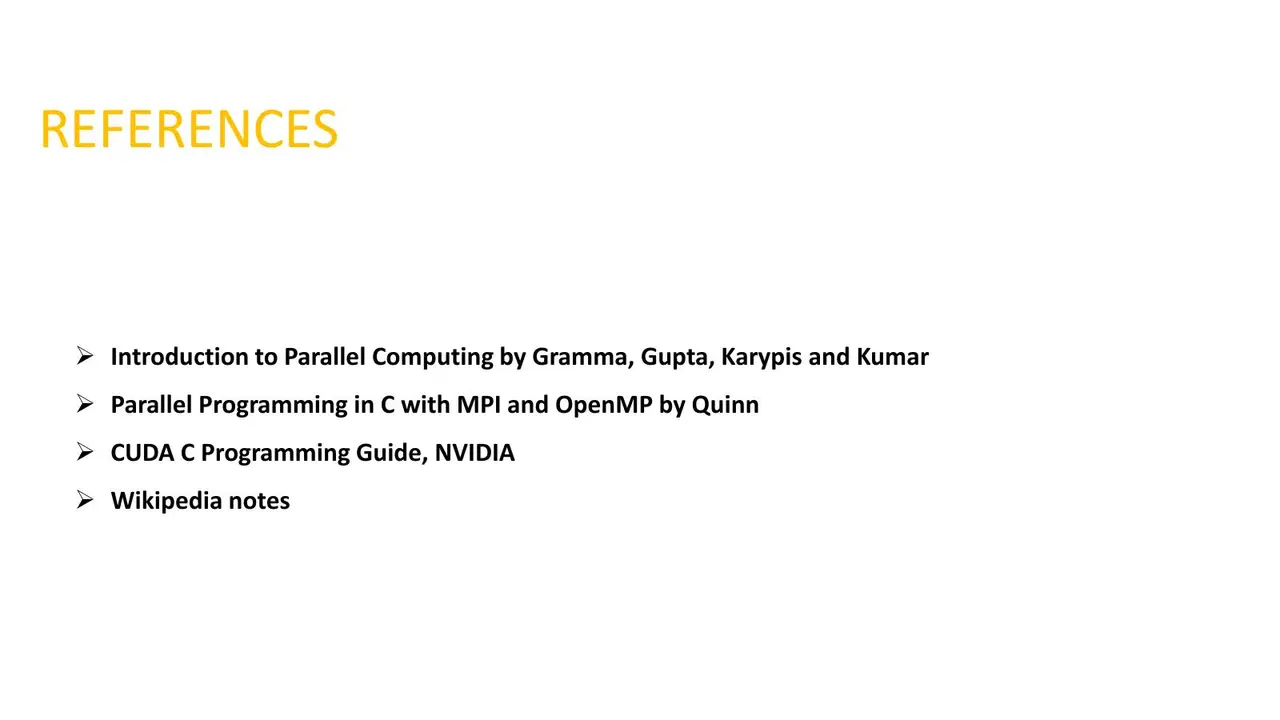 REFERENCES
➢ Introduction to Parallel Computing by Gramma, Gupta, Karypis and Kumar
➢ Parallel Programming in C with MPI and OpenMP by Quinn
➢ CUDA C Programming Guide, NVIDIA
➢ Wikipedia notes